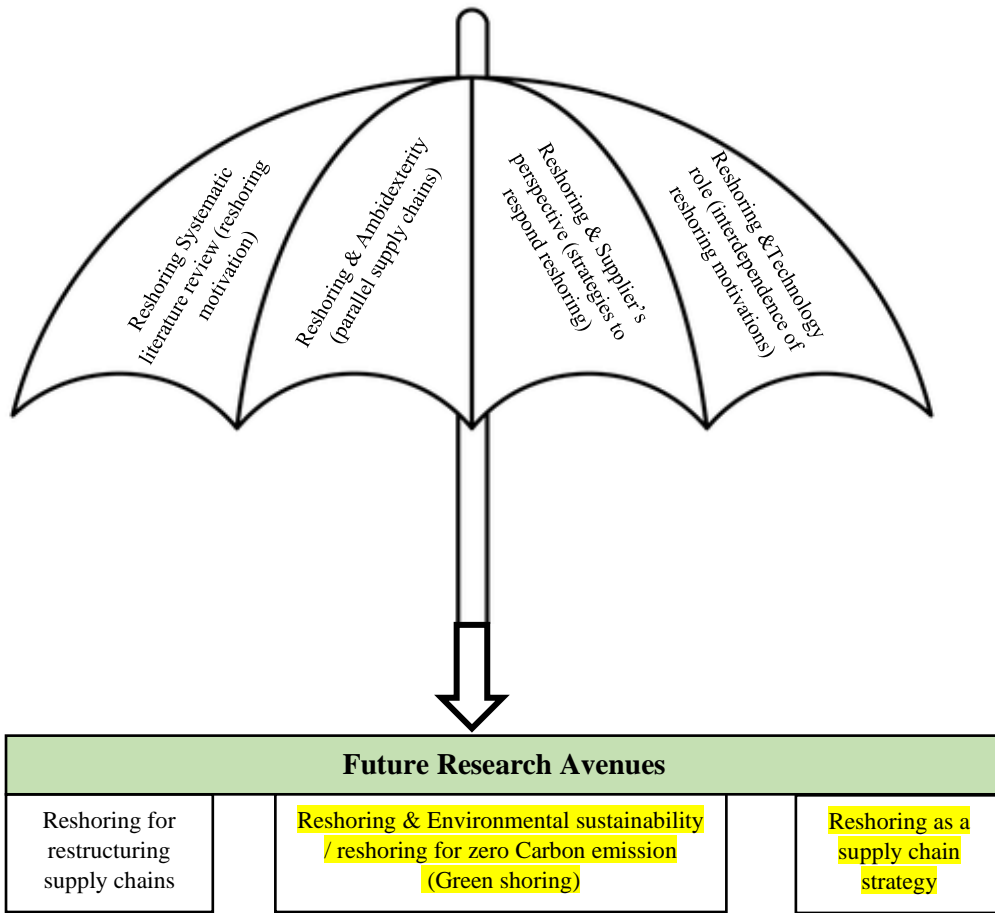 Reshoring Systematic
literature review (reshoring
motivation)
Reshoring & Ambidexterity
(parallel supply chains)
Reshoring & Supplier's
perspective (strategies to
respond reshoring)
Reshoring &Technology
role (interdependence of
reshoring motivations)
Future Research Avenues
Reshoring for
restructuring
supply chains
Reshoring & Environmental sustainability
/ reshoring for zero Carbon emission
(Green shoring)
Reshoring as a
supply chain
strategy